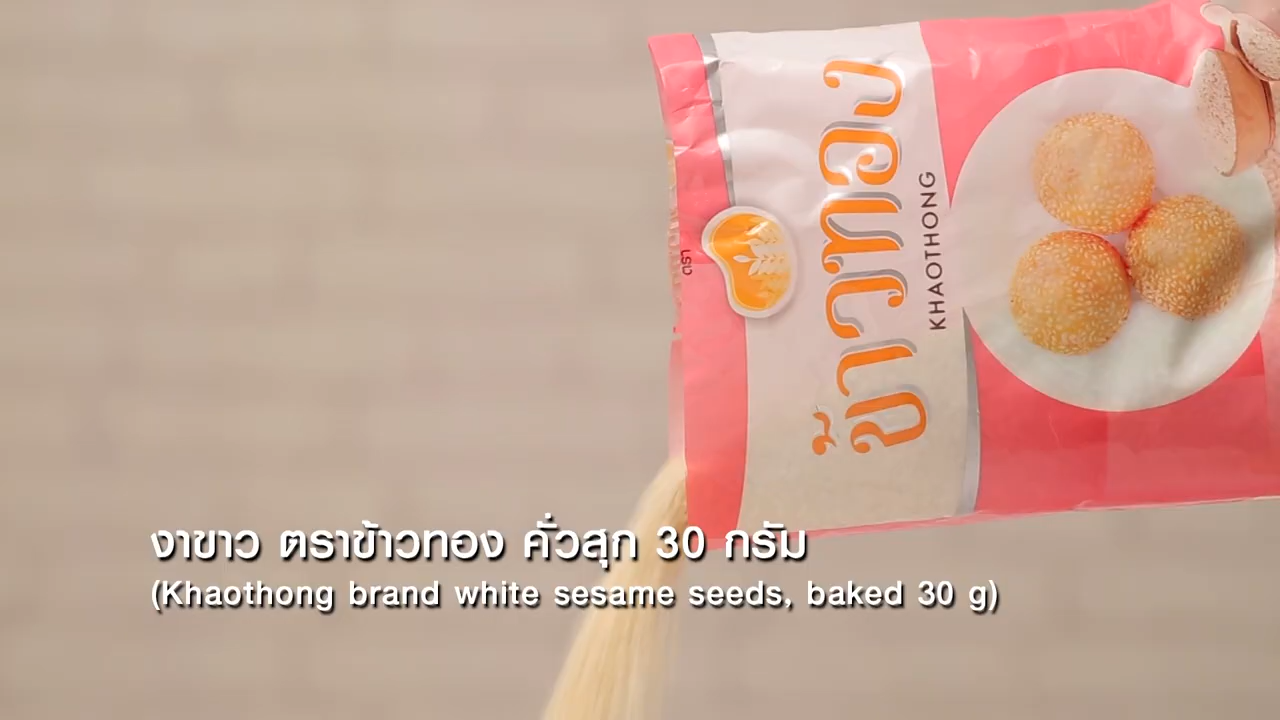 ตรา
ข้าวทอง
KHAOTHONG
งาขาว ตราข้าวทอง คั่วสุก 30 กรัม
(Khaothong brand white sesame seeds, baked 30 g)